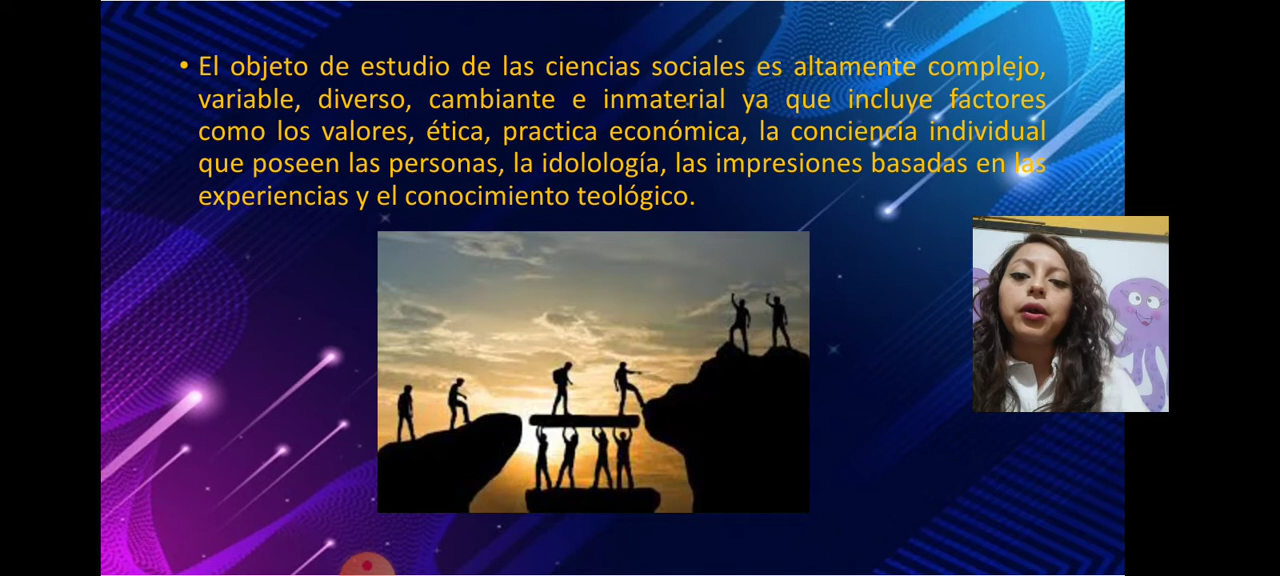 • El objeto de estudio de las ciencias sociales es altamente complejo,
variable, diverso, cambiante e inmaterial ya que incluye factores
como los valores, ética, practica económica, la conciencia individual
que poseen las personas, la idolología, las impresiones basadas en las
experiencias y el conocimiento teológico.